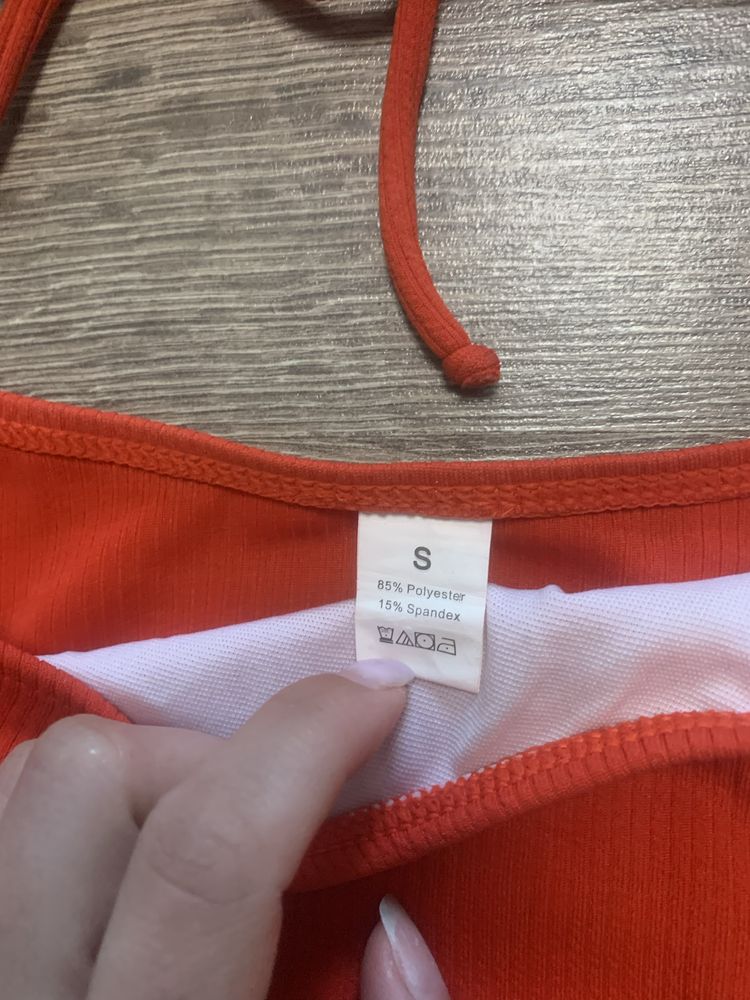 S
85% Polyester
15% Spandex